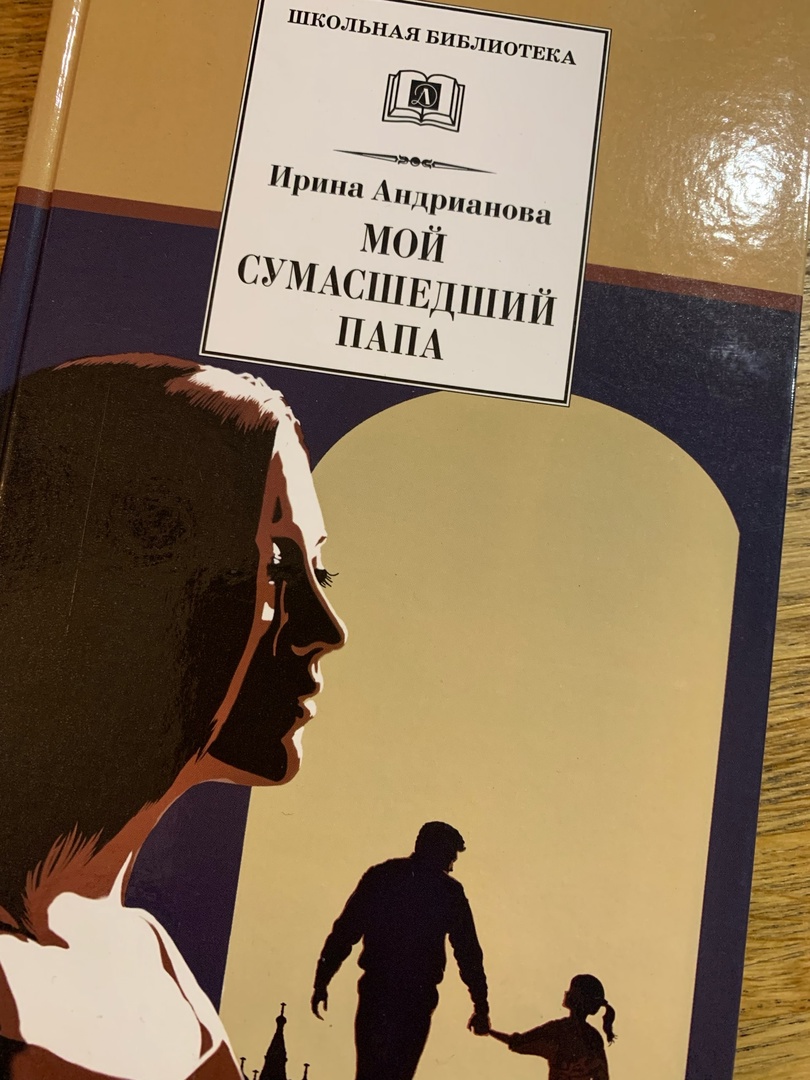 ШКОЛЬНАЯ БИБЛИОТЕКА
Д
Ирина Андрианова
МОЙ
СУМАСШЕДШИЙ
ПАПА